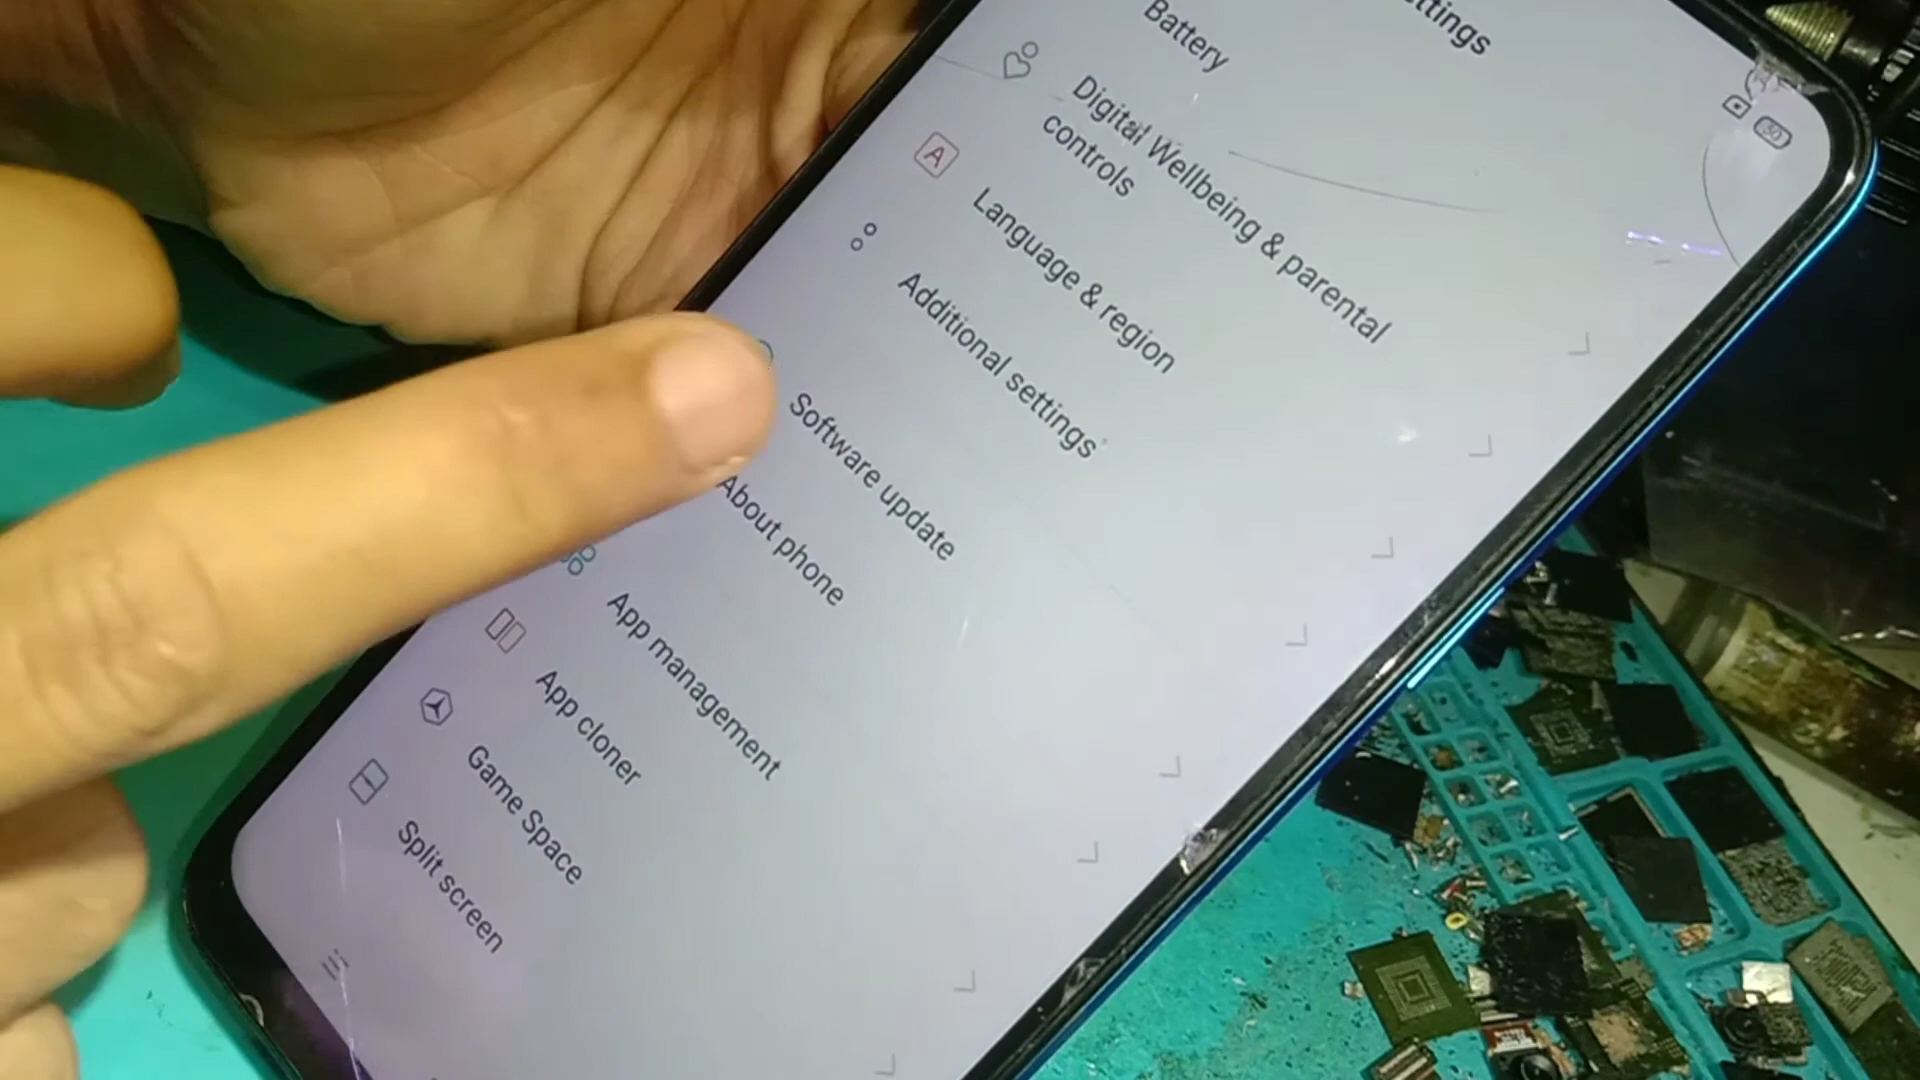 ttings
30
Battery
Digital Wellbeing & parental
controls
A
Language & region
Additional settings
Software update
About phone
App management
App cloner
Game Space
Split screen